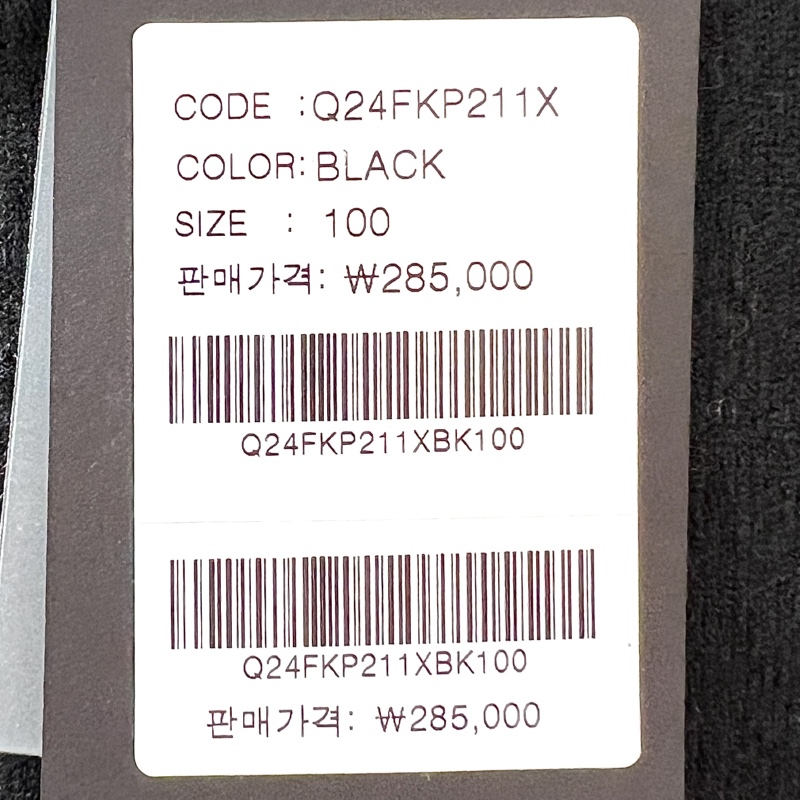 CODE :Q24FKP211X
COLOR:BLACK
SIZE : 100
판매가격: ₩285,000
Q24FKP211XBK100
Q24FKP211XBK100
판매가격: ₩285,000